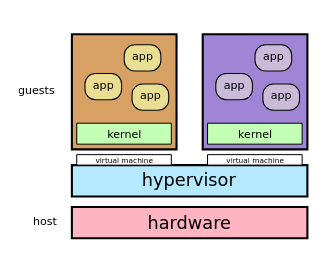 app
app
app
app
app
app
guests
kernel
kernel
virtual machine
virtual machine
hypervisor
host
hardware